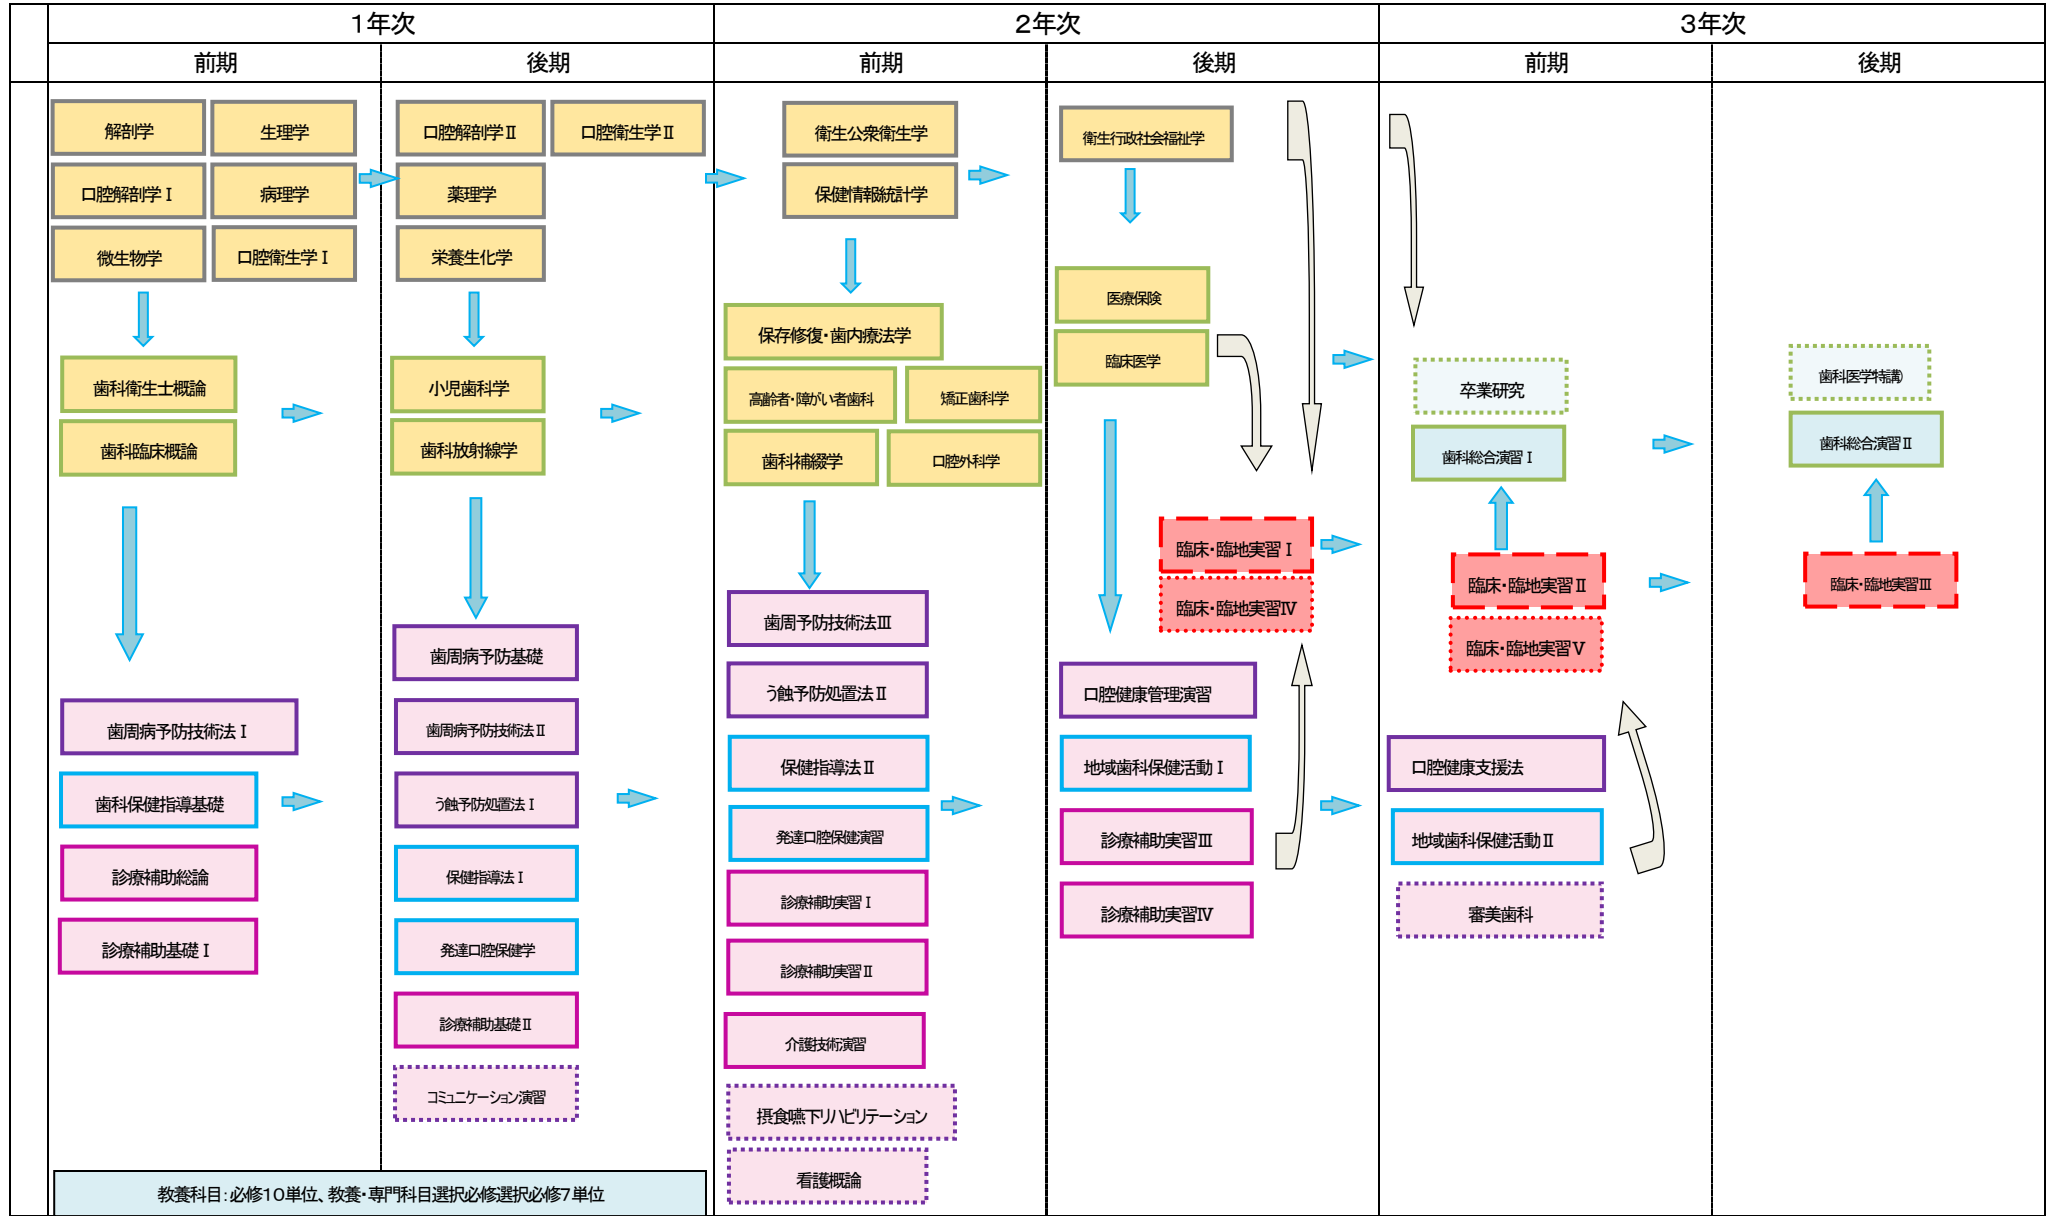 1年次
2年次
3年次
前期
後期
前期
後期
前期
後期
解剖学
生理学
口腔解剖学Ⅰ
病理学
微生物学
口腔衛生学Ⅰ
歯科衛生士概論
歯科臨床概論
歯周病予防技術法Ⅰ
歯科保健指導基礎
診療補助総論
診療補助基礎Ⅰ
口腔解剖学Ⅱ
口腔衛生学Ⅱ
薬理学
栄養生化学
小児歯科学
歯科放射線学
歯周病予防基礎
歯周病予防技術法Ⅱ
う蝕予防処置法Ⅰ
保健指導法Ⅰ
発達口腔保健学
診療補助基礎Ⅱ
コミュニケーション演習
教養科目：必修10単位、教養・専門科目選択必修選択必修7単位
衛生公衆衛生学
保健情報統計学
保存修復・歯内療法学
高齢者・障がい者歯科
矯正歯科学
歯科補綴学
口腔外科学
歯周予防技術法Ⅲ
う蝕予防処置法Ⅱ
保健指導法Ⅱ
発達口腔保健演習
診療補助実習Ⅰ
診療補助実習Ⅱ
介護技術演習
摂食嚥下リハビリテーション
看護概論
衛生行政社会福祉学
医療保険
臨床医学
臨床・臨地実習Ⅰ
臨床・臨地実習Ⅳ
口腔健康管理演習
地域歯科保健活動Ⅰ
診療補助実習Ⅲ
診療補助実習Ⅳ
卒業研究
歯科総合演習Ⅰ
臨床・臨地実習Ⅱ
臨床・臨地実習Ⅴ
口腔健康支援法
地域歯科保健活動Ⅱ
審美歯科
歯科医学特講）
歯科総合演習Ⅱ
臨床・臨地実習Ⅲ